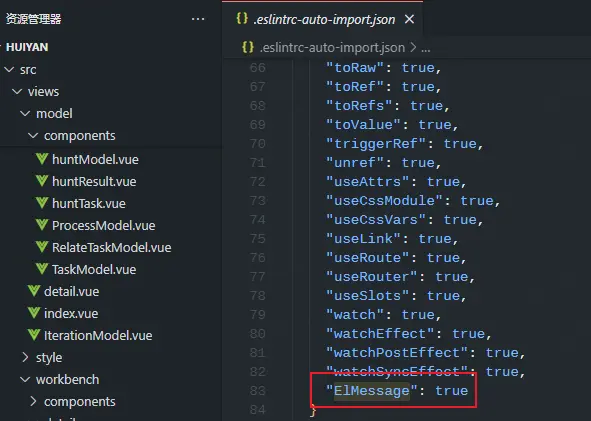 资源管理器
HUIYAN
src
views
model
components
huntModel.vue
huntResult.vue
huntTask.vue
ProcessModel.vue
RelateTaskModel.vue
TaskModel.vue
detail.vue
index.vue
IterationModel.vue
style
workbench
components
{ } .eslintrc-auto-import.json ×
{ } .eslintrc-auto-import.json > ...
66 "toRaw": true,
67 "toRef": true,
68 "toRefs": true,
69 "toValue": true,
70 "triggerRef": true,
71 "unref": true,
72 "useAttrs": true,
73 "useCssModule": true,
74 "useCssVars": true,
75 "useLink": true,
76 "useRoute": true,
77 "useRouter": true,
78 "useSlots": true,
79 "watch": true,
80 "watchEffect": true,
81 "watchPostEffect": true,
82 "watchSyncEffect": true,
83 "ElMessage": true
84 }